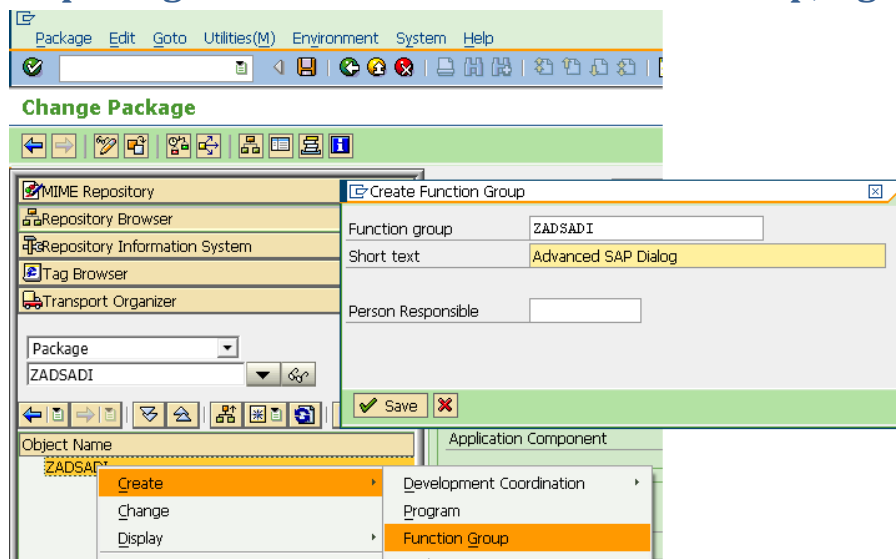 Package Edit Goto Utilities(M) Environment System Help
Change Package
MIME Repository
Repository Browser
Repository Information System
Tag Browser
Transport Organizer
Package
ZADSADI
Object Name
ZADSADI
Create Function Group
Function group ZADSADI
Short text Advanced SAP Dialog
Person Responsible
Save
Application Component
Create
Change
Display
Development Coordination
Program
Function Group